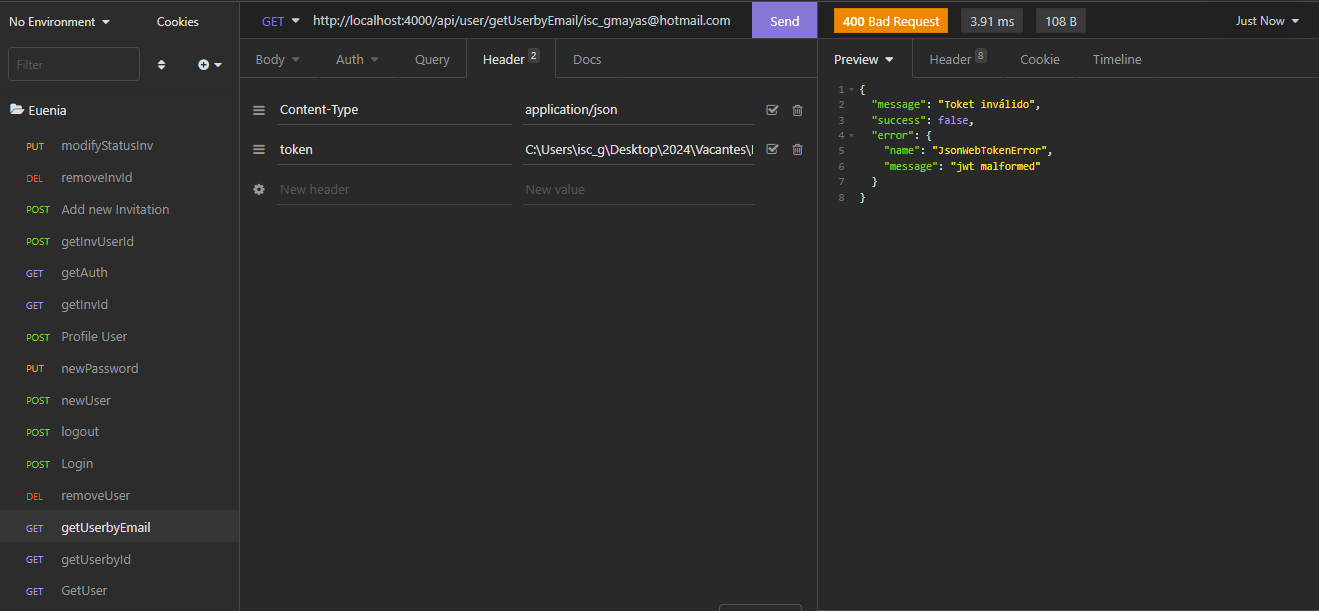 No Environment
Cookies
Filter
Euenia
PUT modifyStatusInv
DEL removeInvId
POST Add new Invitation
POST getInvUserId
GET getAuth
GET getInvId
POST Profile User
PUT newPassword
POST newUser
POST logout
POST Login
DEL removeUser
GET getUserbyEmail
GET getUserbyId
GET GetUser
GET http://localhost:4000/api/user/getUserbyEmail/isc_gmayas@hotmail.com Send
Body Auth Query Header 2 Docs
Content-Type application/json
token C:\Users\isc_g\Desktop\2024\Vacantes\
New header New value
400 Bad Request 3.91 ms 108 B Just Now
Preview Header 8 Cookie Timeline
1 {
2 "message": "Toket inválido",
3 "success": false,
4 "error": {
5 "name": "JsonWebTokenError",
6 "message": "jwt malformed"
7 }
8 }